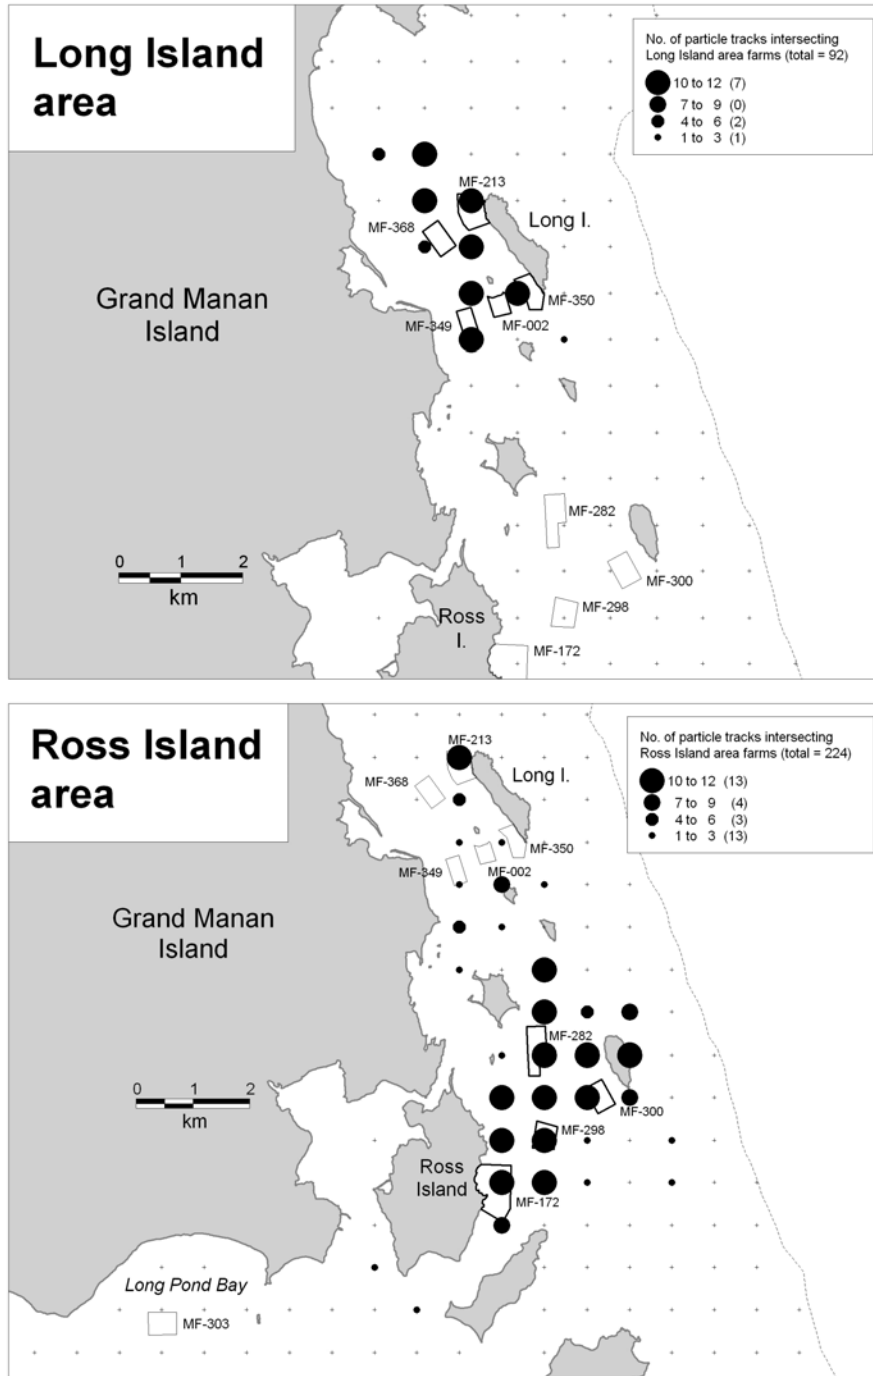 Long Island
area
No. of particle tracks intersecting
Long Island area farms (total = 92)
10 to 12 (7)
7 to 9 (0)
4 to 6 (2)
1 to 3 (1)
MF-213
Long I.
MF-368
Grand Manan
Island
MF-350
MF-349
MF-002
MF-282
0 1 2
km
MF-300
MF-298
Ross
I.
MF-172
Ross Island
area
No. of particle tracks intersecting
Ross Island area farms (total = 224)
10 to 12 (13)
7 to 9 (4)
4 to 6 (3)
1 to 3 (13)
MF-213
Long I.
MF-368
MF-350
MF-349
MF-002
Grand Manan
Island
MF-282
0 1 2
km
MF-300
MF-298
Ross
Island
MF-172
Long Pond Bay
MF-303